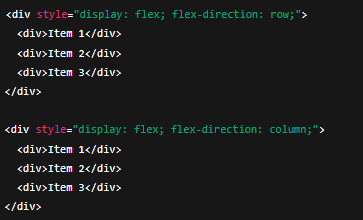 <div style="display: flex; flex-direction: row;">
  <div>Item 1</div>
  <div>Item 2</div>
  <div>Item 3</div>
</div>

<div style="display: flex; flex-direction: column;">
  <div>Item 1</div>
  <div>Item 2</div>
  <div>Item 3</div>
</div>